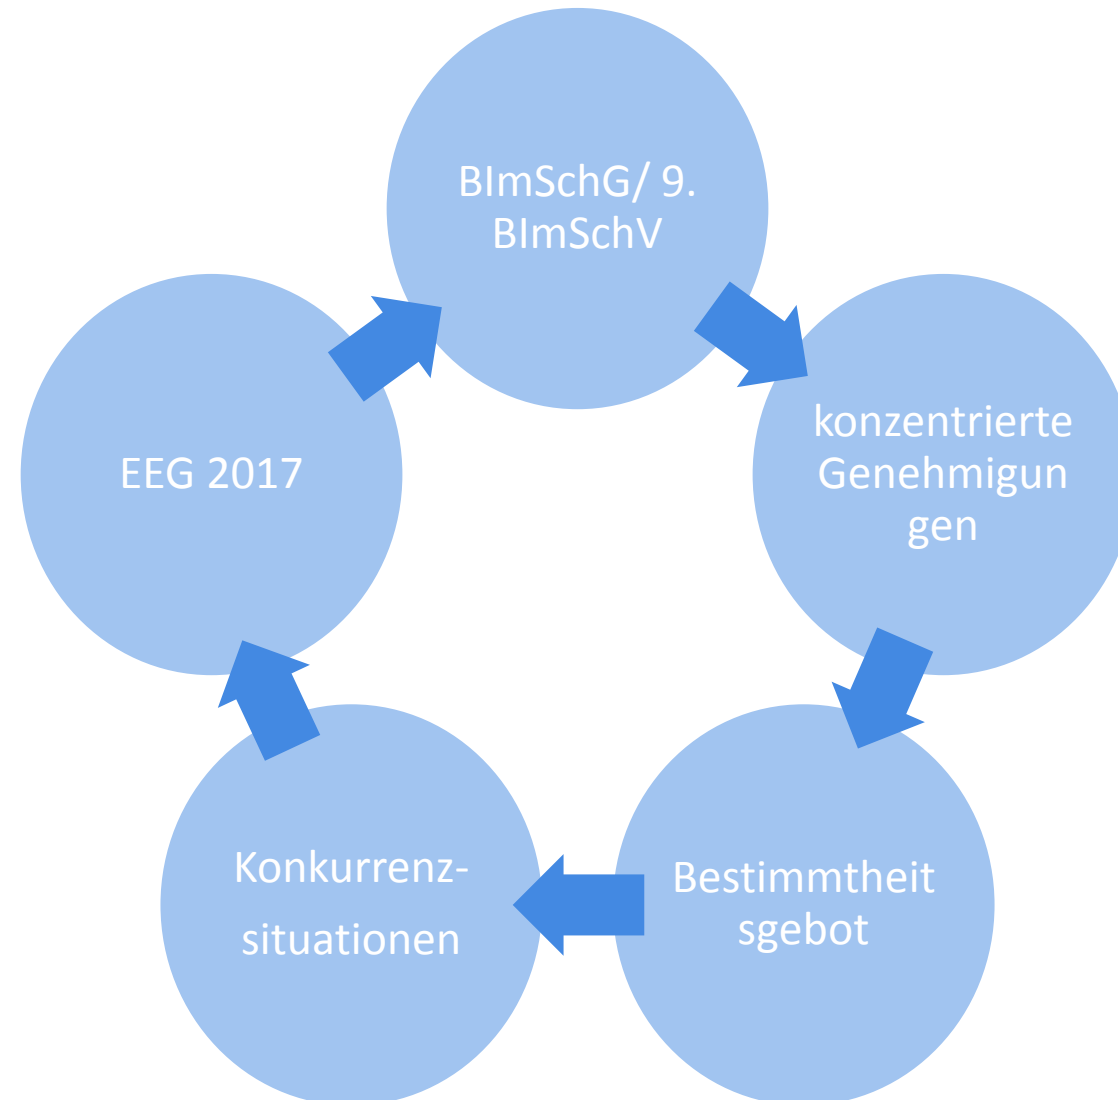 BImSchG/ 9.
BImSchV
konzentrierte
Genehmigun
gen
EEG 2017
Konkurrenz-
situationen
Bestimmtheit
sgebot